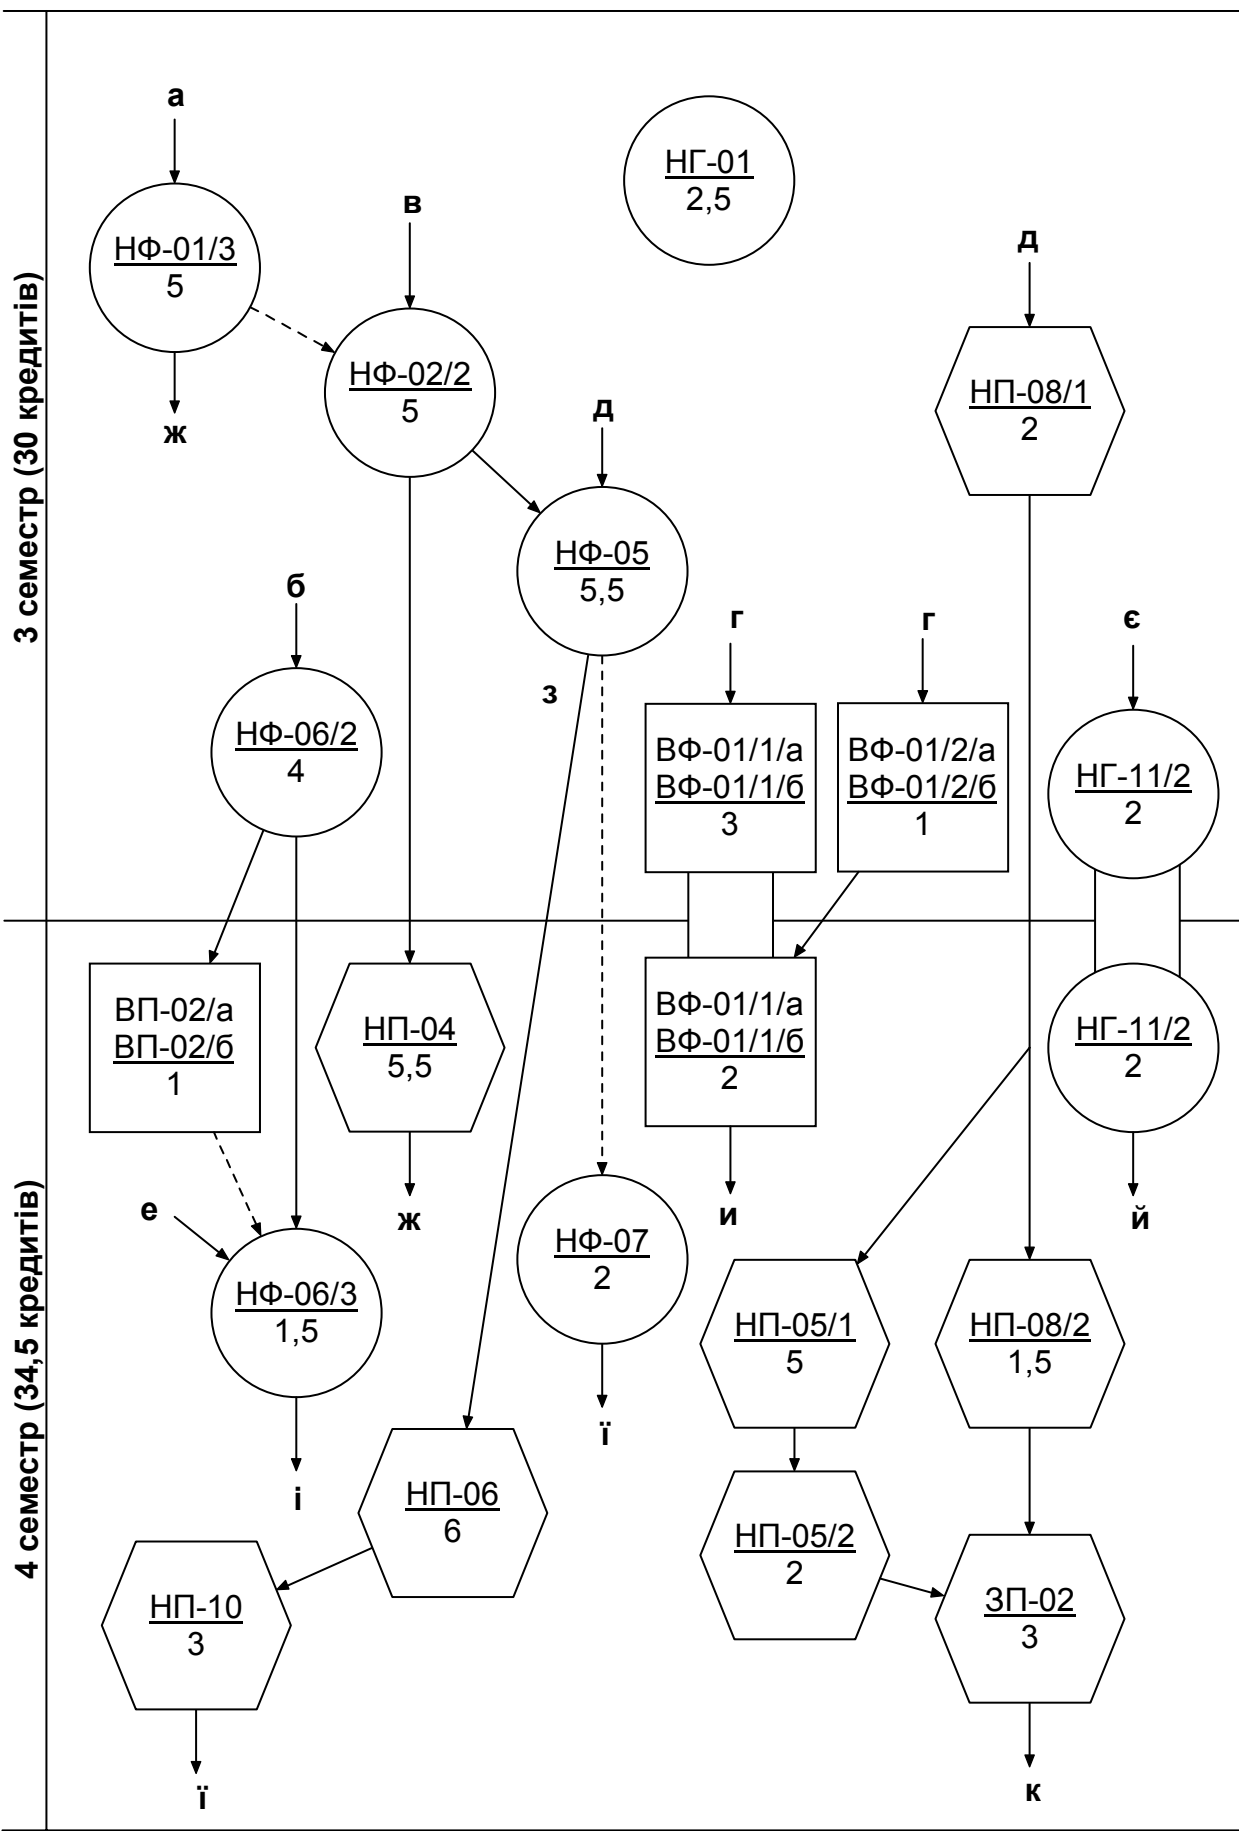 3 семестр (30 кредитів)
а
НГ-01
2,5
НФ-01/3
5
в
д
ж
НФ-02/2
5
НП-08/1
2
д
НФ-05
5,5
б
г
г
є
з
НФ-06/2
4
ВФ-01/1/а
ВФ-01/1/б
3
ВФ-01/2/а
ВФ-01/2/б
1
НГ-11/2
2
4 семестр (34,5 кредитів)
ВП-02/а
ВП-02/б
1
НП-04
5,5
ВФ-01/1/а
ВФ-01/1/б
2
НГ-11/2
2
е
ж
и
й
НФ-07
2
НФ-06/3
1,5
НП-05/1
5
НП-08/2
1,5
ї
і
НП-06
6
НП-05/2
2
НП-10
3
ЗП-02
3
ї
к